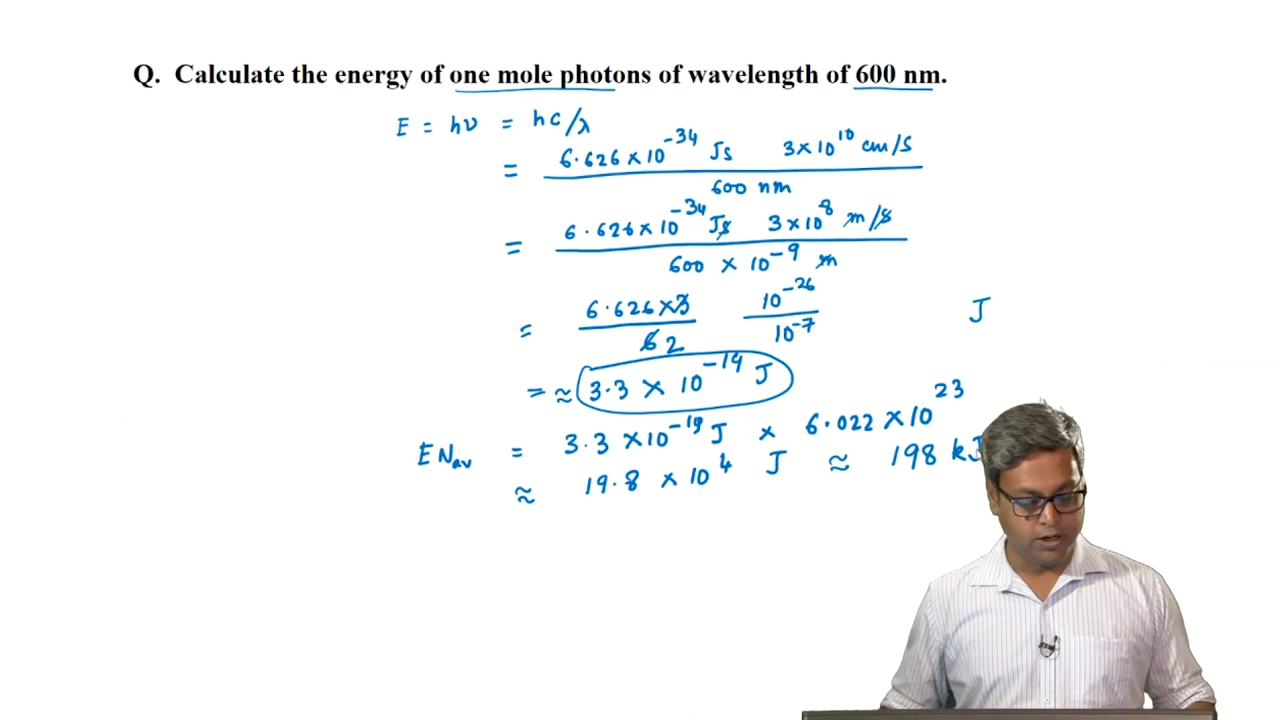 Q. Calculate the energy of one mole photons of wavelength of 600 nm.
E = hν = hc/λ
= 6.626 × 10^-34 Js 3×10^10 cm/s / 600 nm
= 6.626 × 10^-34 Js 3×10^8 m/s / 600 × 10^-9 m
= 6.626 ×3 / 6 2 10^-26 / 10^-7 J
= ≈ 3.3 × 10^-19 J
E N_av = 3.3 ×10^-19 J × 6.022 ×10^23
≈ 19.8 × 10^4 J ≈ 198 kJ